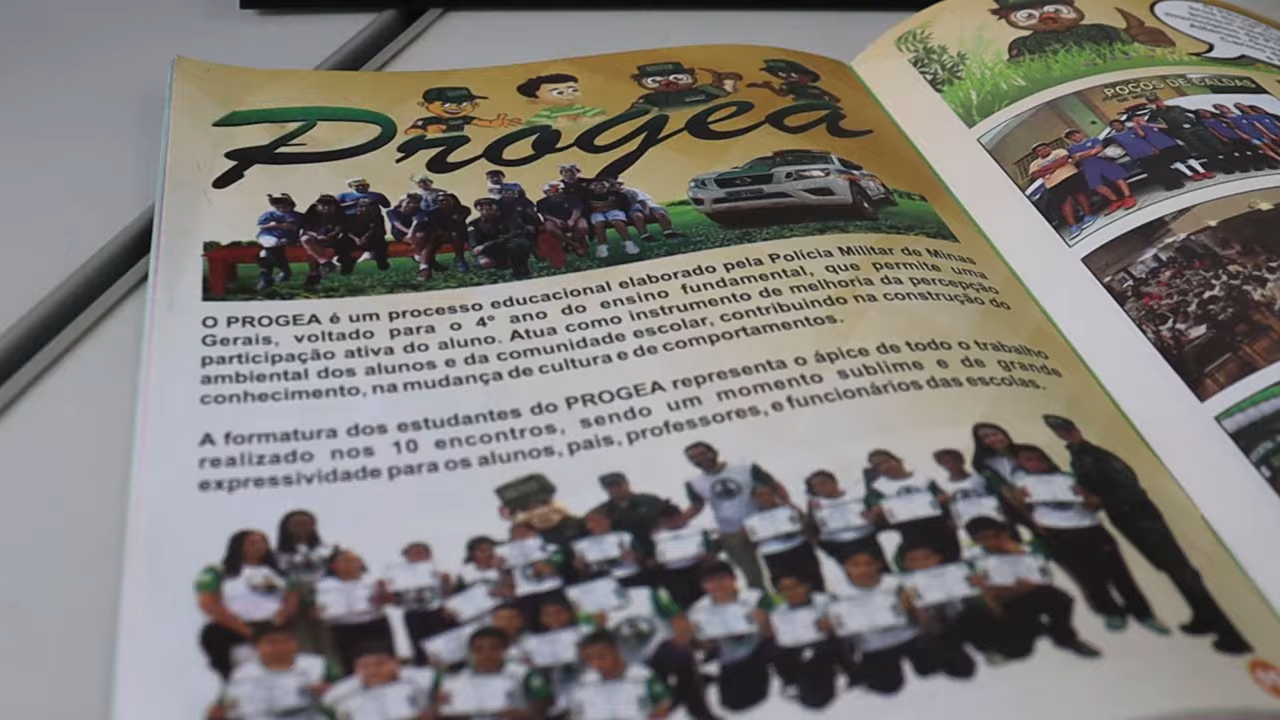 Progea
O PROGEA é um processo educacional elaborado pela Polícia Militar de Minas
Gerais, voltado para o 4º ano do ensino fundamental, que permite uma
participação ativa do aluno. Atua como instrumento de melhoria da percepção
ambiental dos alunos e da comunidade escolar, contribuindo na construção do
conhecimento, na mudança de cultura e de comportamentos.
A formatura dos estudantes do PROGEA representa o ápice de todo o trabalho
realizado nos 10 encontros, sendo um momento sublime e de grande
expressividade para os alunos, pais, professores, e funcionários das escolas.
POÇOS DE CALDAS